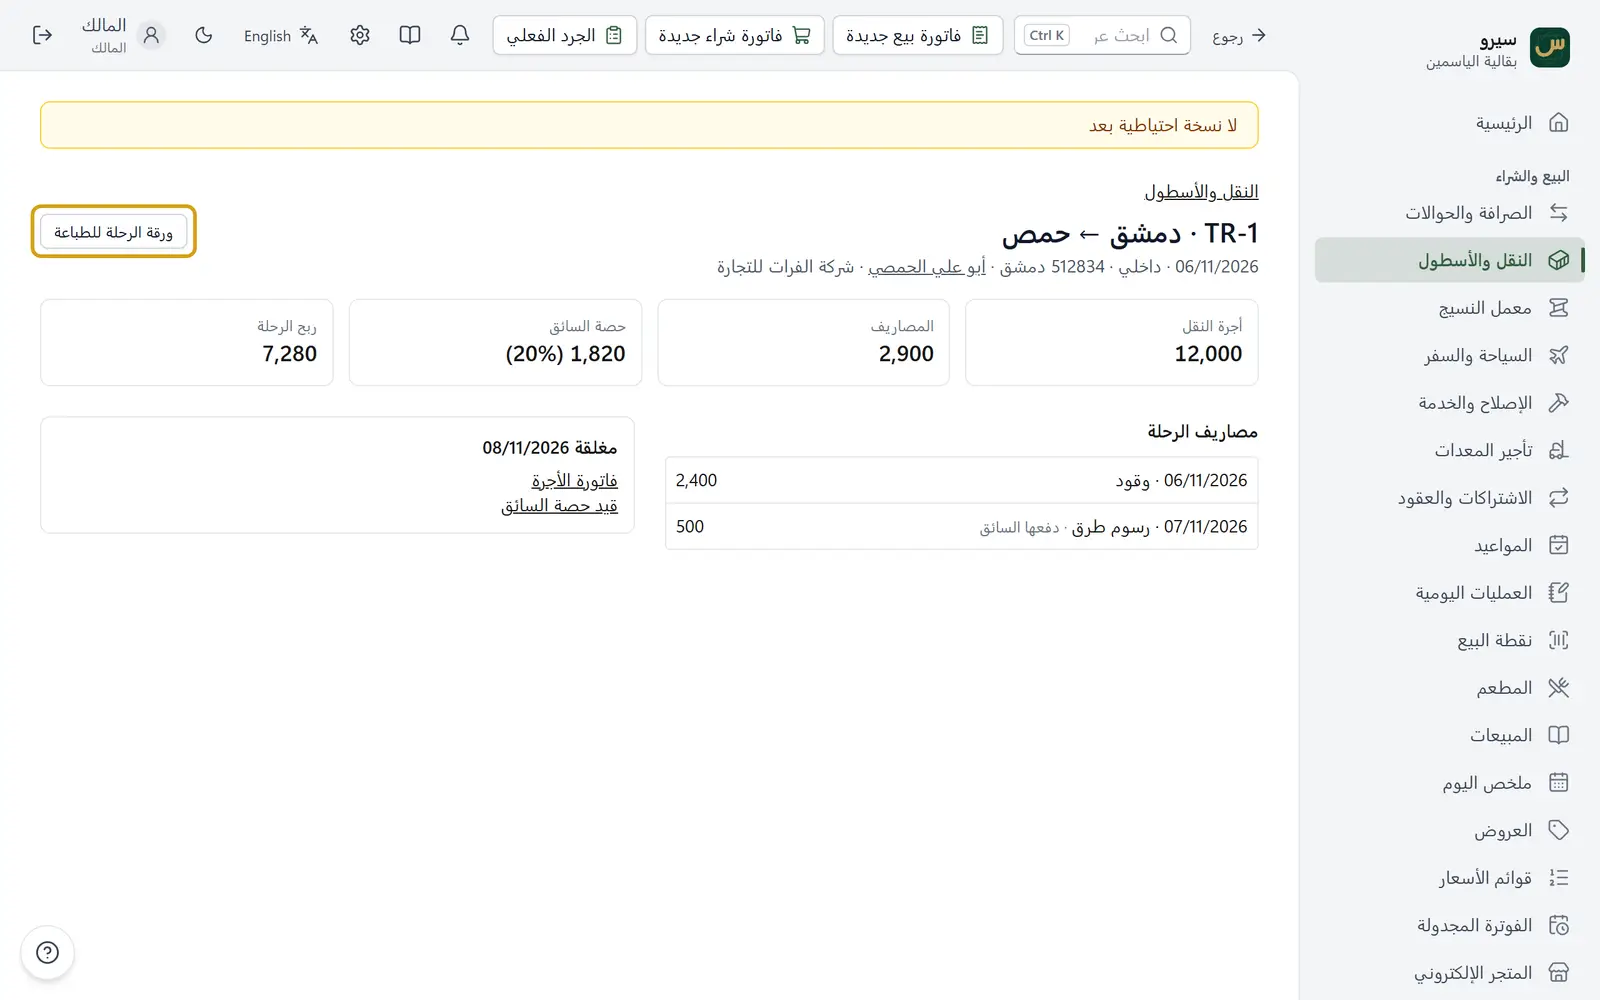 س
سيرو
بقالية الياسمين
رجوع
ابحث عر
Ctrl K
فاتورة بيع جديدة
فاتورة شراء جديدة
الجرد الفعلي
English
المالك
المالك
الرئيسية
البيع والشراء
الصرافة والحوالات
النقل والأسطول
معمل النسيج
السياحة والسفر
الإصلاح والخدمة
تأجير المعدات
الاشتراكات والعقود
المواعيد
العمليات اليومية
نقطة البيع
المطعم
المبيعات
ملخص اليوم
العروض
قوائم الأسعار
الفوترة المجدولة
المتجر الإلكتروني
لا نسخة احتياطية بعد
النقل والأسطول
TR-1 · دمشق ← حمص
06/11/2026 · داخلي · 512834 دمشق · أبو علي الحمصي · شركة الفرات للتجارة
ورقة الرحلة للطباعة
أجرة النقل
12,000
المصاريف
2,900
حصة السائق
1,820 (20%)
ربح الرحلة
7,280
مصاريف الرحلة
06/11/2026 · وقود
2,400
07/11/2026 · رسوم طرق · دفعها السائق
500
مغلقة 08/11/2026
فاتورة الأجرة
قيد حصة السائق